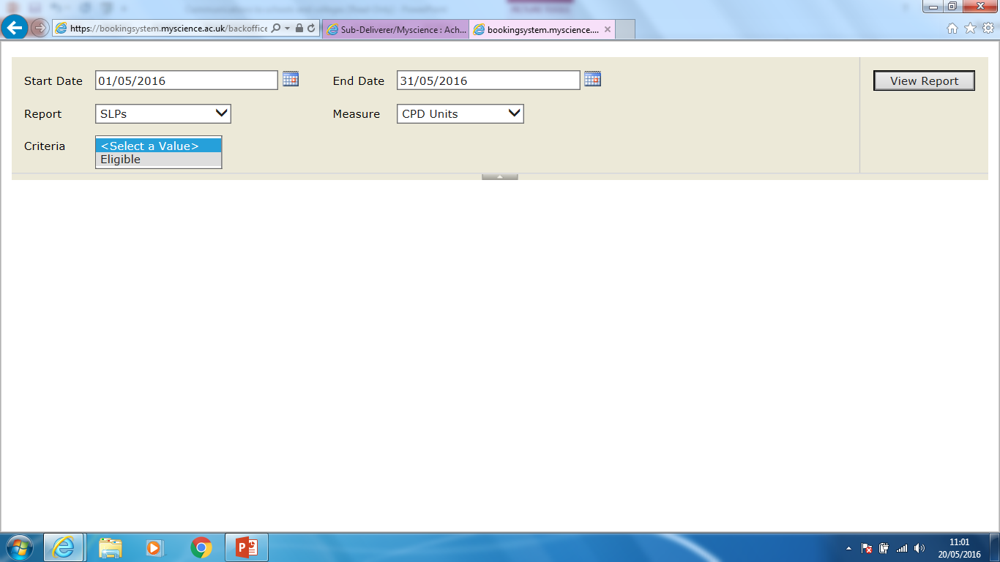 https://bookingsystem.myscience.ac.uk/backoffice
Sub-Deliverer/Myscience : Ach...
bookingsystem.myscience....
Start Date
01/05/2016
End Date
31/05/2016
View Report
Report
SLPs
Measure
CPD Units
Criteria
<Select a Value>
Eligible
11:01
20/05/2016